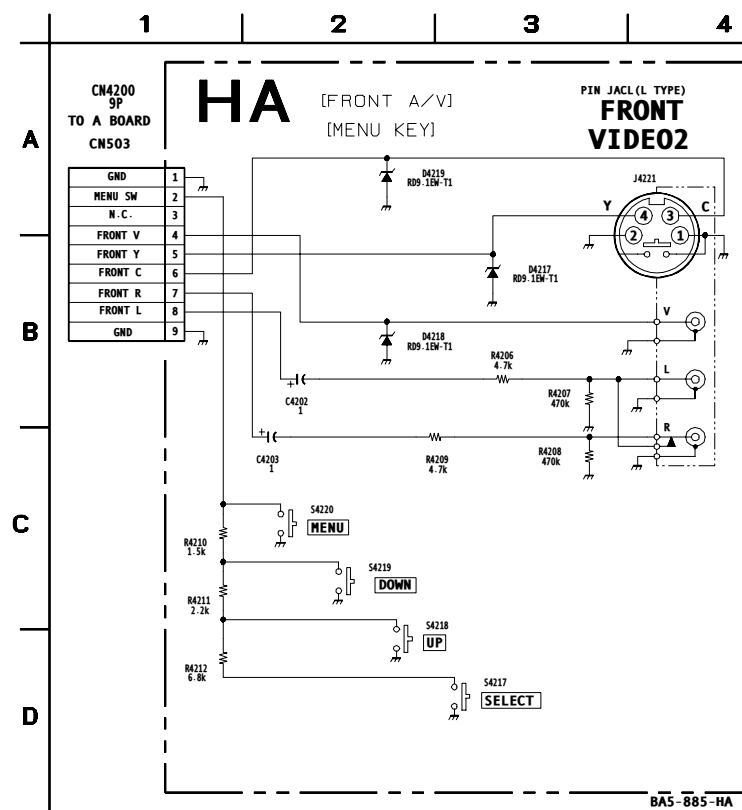 1 2 3 4
A
B
C
D
CN4200
9P
TO A BOARD
CN503
HA
[FRONT A/V]
[MENU KEY]
PIN JACL(L TYPE)
FRONT
VIDEO2
GND 1
MENU SW 2
N.C. 3
FRONT V 4
FRONT Y 5
FRONT C 6
FRONT R 7
FRONT L 8
GND 9
D4219
RD9.1EW-T1
J4221
Y
C
4
3
2
1
D4217
RD9.1EW-T1
D4218
RD9.1EW-T1
V
L
R
R4206
4.7k
+
C4202
1
R4207
470k
+
C4203
1
R4209
4.7k
R4208
470k
S4220
MENU
R4210
1.5k
S4219
DOWN
R4211
2.2k
S4218
UP
R4212
6.8k
S4217
SELECT
BA5-885-HA